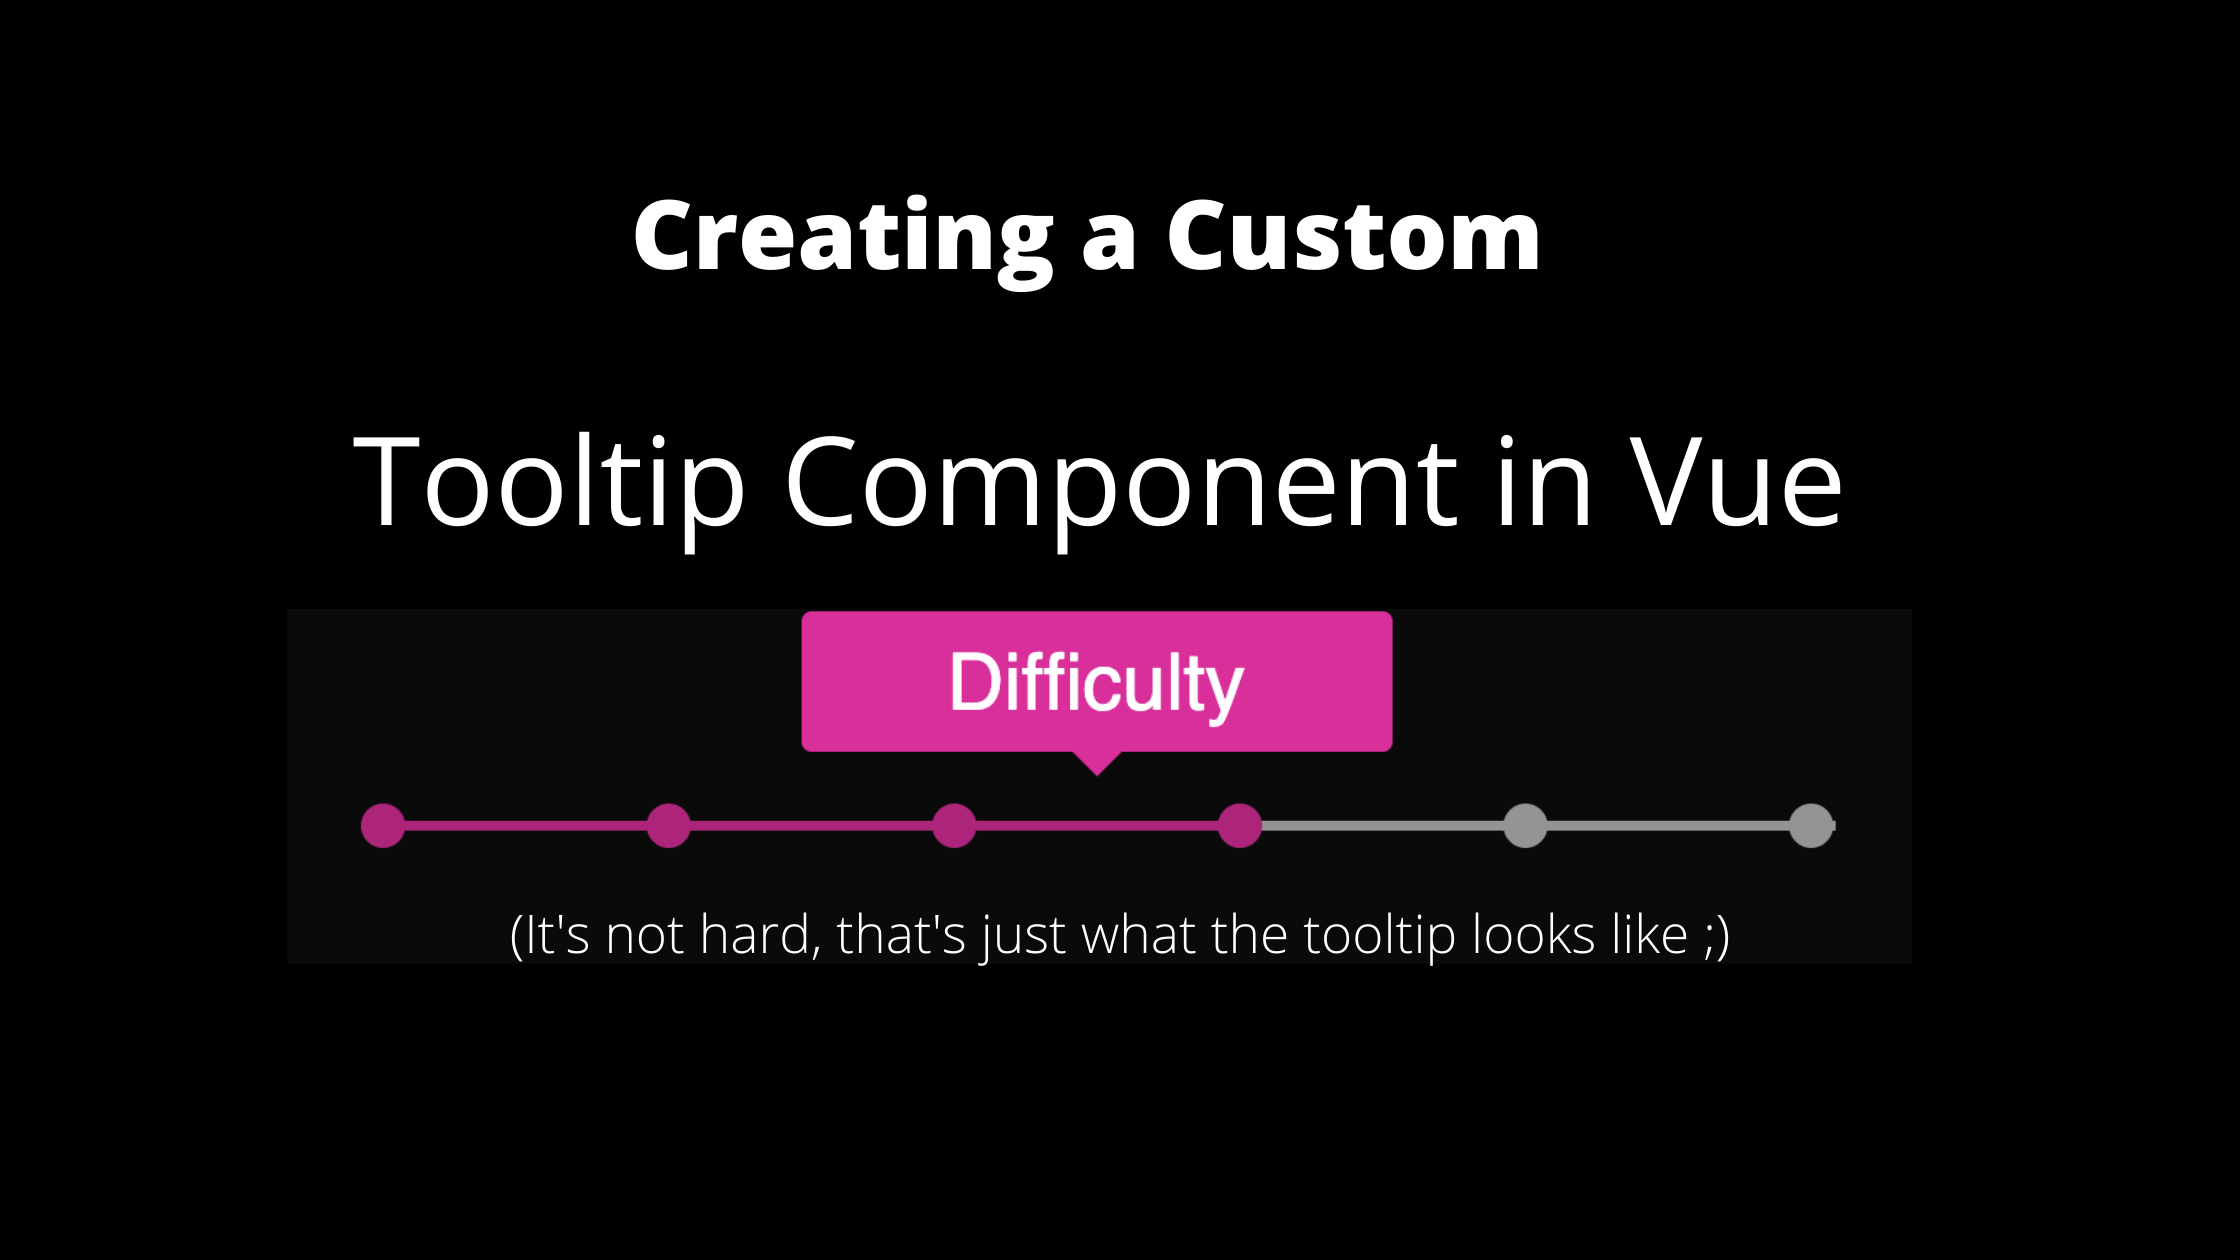 Creating a Custom
Tooltip Component in Vue
Difficulty
(It's not hard, that's just what the tooltip looks like ;)